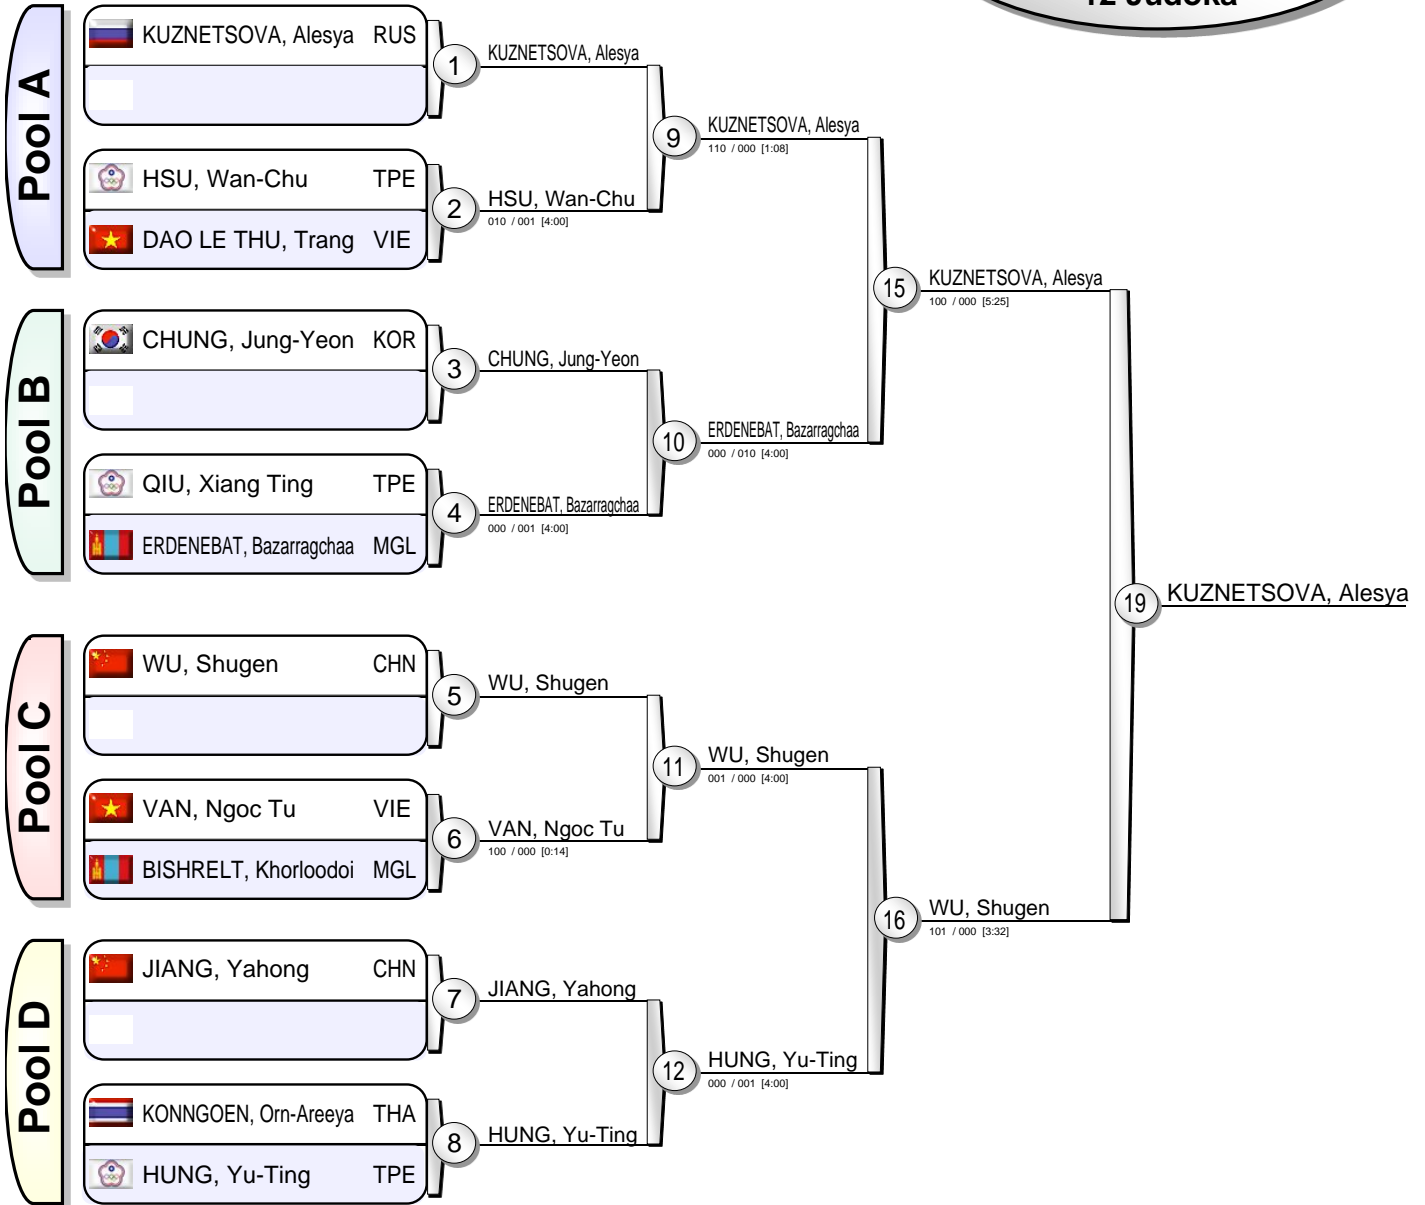 12 Judoka
Pool A
KUZNETSOVA, Alesya RUS
HSU, Wan-Chu TPE
DAO LE THU, Trang VIE
1
KUZNETSOVA, Alesya
2
HSU, Wan-Chu
010 / 001 [4:00]
9
KUZNETSOVA, Alesya
110 / 000 [1:08]
Pool B
CHUNG, Jung-Yeon KOR
QIU, Xiang Ting TPE
ERDENEBAT, Bazarragchaa MGL
3
CHUNG, Jung-Yeon
4
ERDENEBAT, Bazarragchaa
000 / 001 [4:00]
10
ERDENEBAT, Bazarragchaa
000 / 010 [4:00]
15
KUZNETSOVA, Alesya
100 / 000 [5:25]
Pool C
WU, Shugen CHN
VAN, Ngoc Tu VIE
BISHRELT, Khorloodoi MGL
5
WU, Shugen
6
VAN, Ngoc Tu
100 / 000 [0:14]
11
WU, Shugen
001 / 000 [4:00]
Pool D
JIANG, Yahong CHN
KONNGOEN, Orn-Areeya THA
HUNG, Yu-Ting TPE
7
JIANG, Yahong
8
HUNG, Yu-Ting
12
HUNG, Yu-Ting
000 / 001 [4:00]
16
WU, Shugen
101 / 000 [3:32]
19
KUZNETSOVA, Alesya